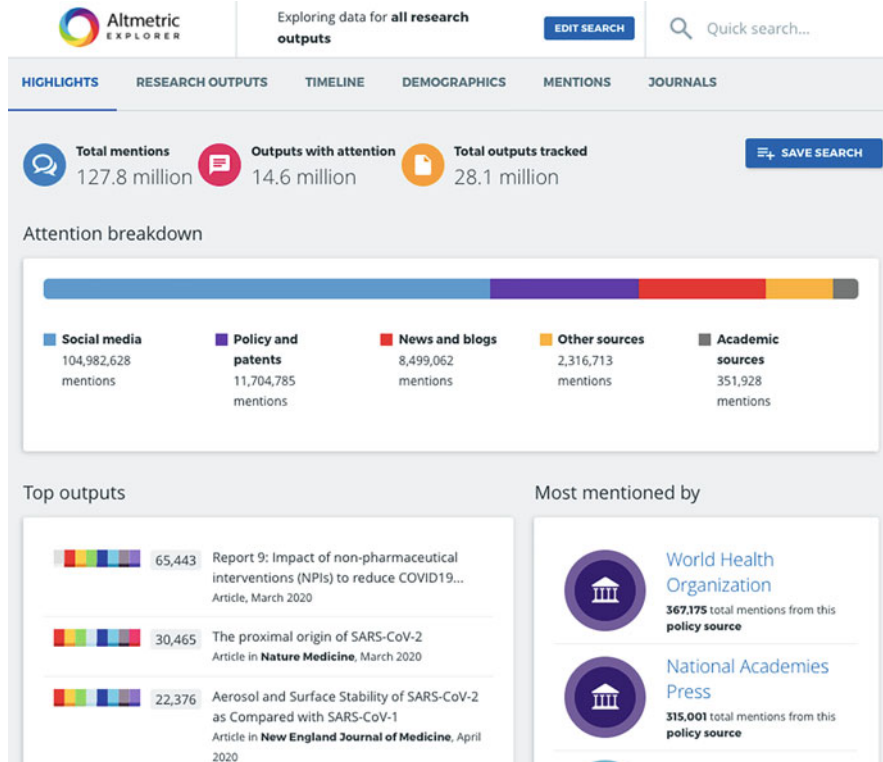 Altmetric
EXPLORER
Exploring data for all research
outputs
EDIT SEARCH
Quick search...
HIGHLIGHTS
RESEARCH OUTPUTS
TIMELINE
DEMOGRAPHICS
MENTIONS
JOURNALS
Total mentions
127.8 million
Outputs with attention
14.6 million
Total outputs tracked
28.1 million
SAVE SEARCH
Attention breakdown
Social media
104,982,628
mentions
Policy and
patents
11,704,785
mentions
News and blogs
8,499,062
mentions
Other sources
2,316,713
mentions
Academic
sources
351,928
mentions
Top outputs
65,443
Report 9: Impact of non-pharmaceutical
interventions (NPIs) to reduce COVID19...
Article, March 2020
30,465
The proximal origin of SARS-CoV-2
Article in Nature Medicine, March 2020
22,376
Aerosol and Surface Stability of SARS-CoV-2
as Compared with SARS-CoV-1
Article in New England Journal of Medicine, April
2020
Most mentioned by
World Health
Organization
367,175 total mentions from this
policy source
National Academies
Press
315,001 total mentions from this
policy source